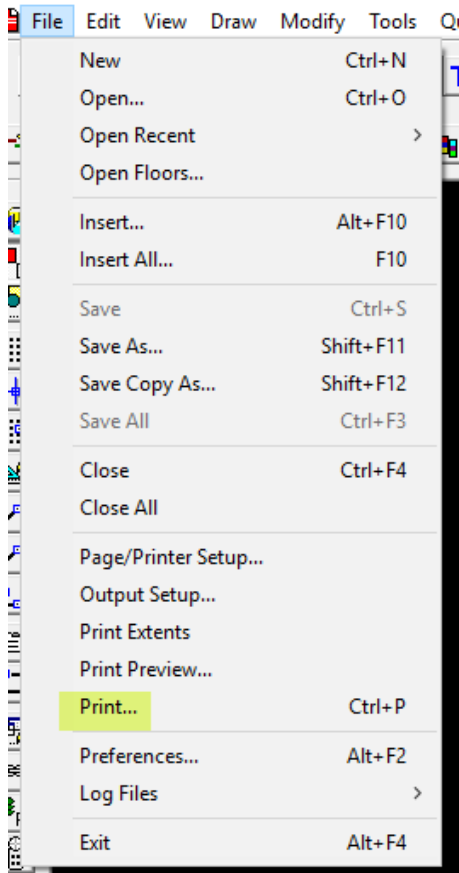 File Edit View Draw Modify Tools
New Ctrl+N
Open... Ctrl+O
Open Recent >
Open Floors...
Insert... Alt+F10
Insert All... F10
Save Ctrl+S
Save As... Shift+F11
Save Copy As... Shift+F12
Save All Ctrl+F3
Close Ctrl+F4
Close All
Page/Printer Setup...
Output Setup...
Print Extents
Print Preview...
Print... Ctrl+P
Preferences... Alt+F2
Log Files >
Exit Alt+F4